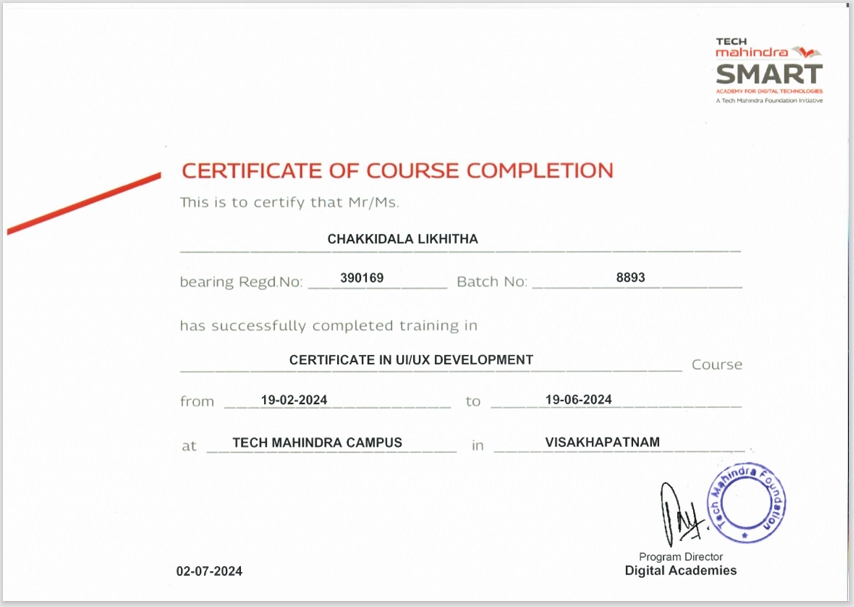 TECH
mahindra
SMART
ACADEMY FOR DIGITAL TECHNOLOGIES
A Tech Mahindra Foundation Initiative
CERTIFICATE OF COURSE COMPLETION
This is to certify that Mr/Ms.
CHAKKIDALA LIKHITHA
bearing Regd.No: 390169 Batch No: 8893
has successfully completed training in
CERTIFICATE IN UI/UX DEVELOPMENT Course
from 19-02-2024 to 19-06-2024
at TECH MAHINDRA CAMPUS in VISAKHAPATNAM
Tech Mahindra Foundation
Program Director
02-07-2024 Digital Academies